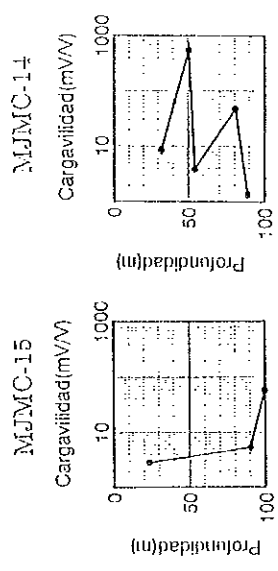 MJMC-15
Cargavilidad(mV/V)
10 1000
0
50
100
Profundidad(m)
MJMC-14
Cargavilidad(mV/V)
10 1000
0
50
100
Profundidad(m)